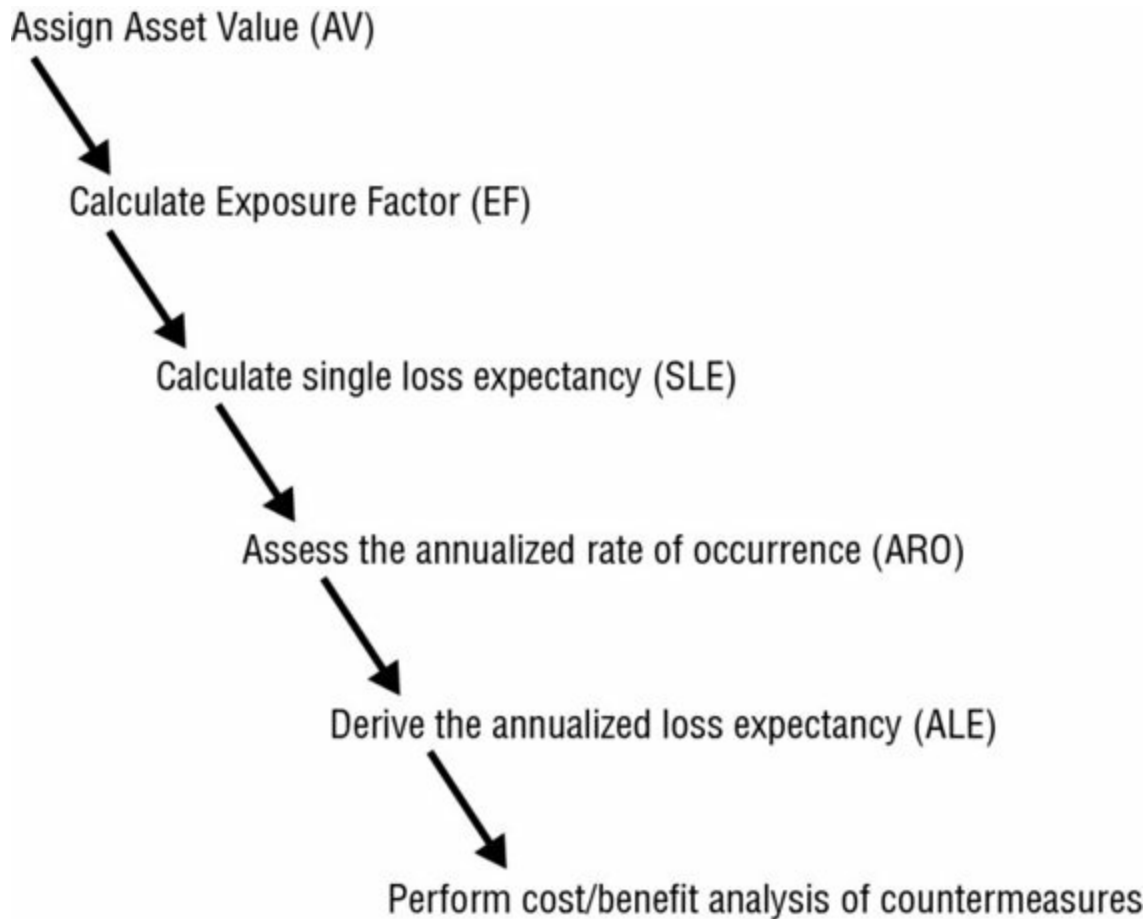 Assign Asset Value (AV)
Calculate Exposure Factor (EF)
Calculate single loss expectancy (SLE)
Assess the annualized rate of occurrence (ARO)
Derive the annualized loss expectancy (ALE)
Perform cost/benefit analysis of countermeasures